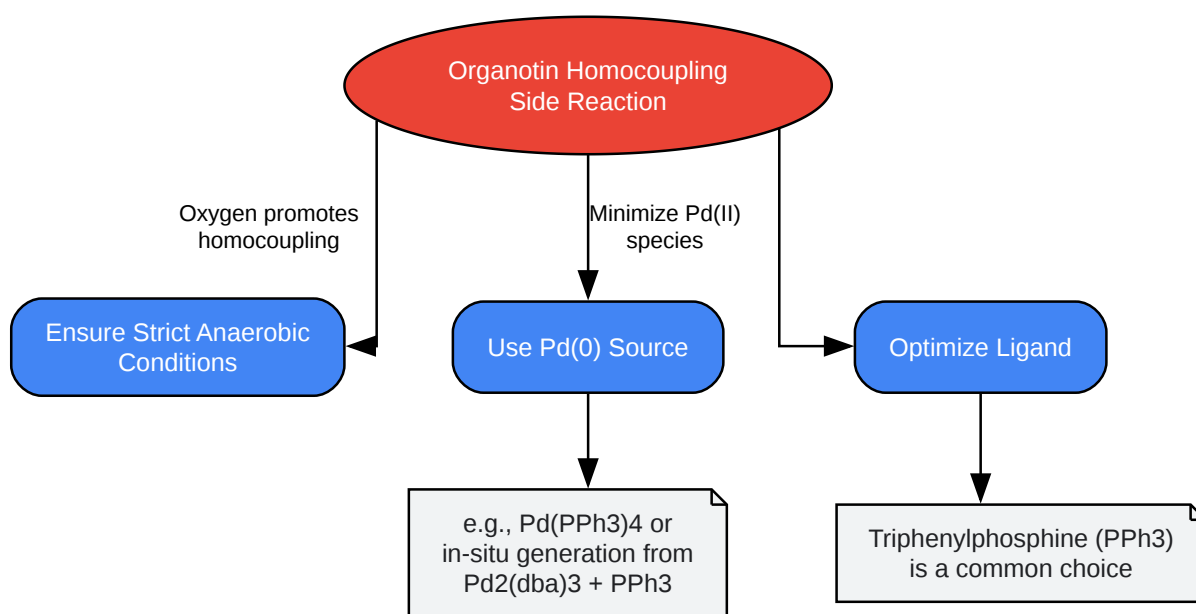 Organotin Homocoupling
Side Reaction
Oxygen promotes
homocoupling
Minimize Pd(II)
species
Ensure Strict Anaerobic
Conditions
Use Pd(0) Source
Optimize Ligand
e.g., Pd(PPh3)4 or
in-situ generation from
Pd2(dba)3 + PPh3
Triphenylphosphine (PPh3)
is a common choice